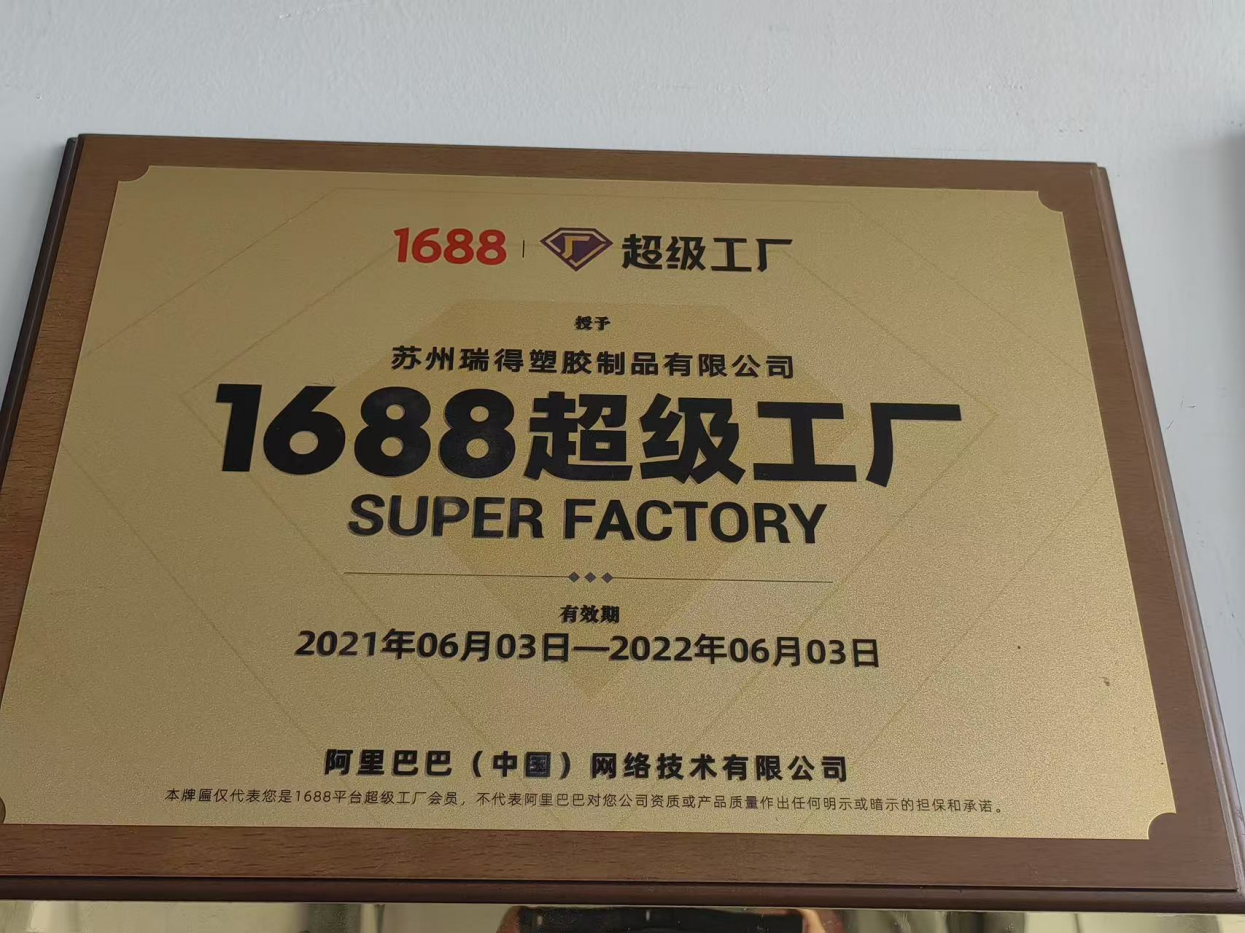 1688 | 超级工厂
授予
苏州瑞得塑胶制品有限公司
1688超级工厂
SUPER FACTORY
有效期
2021年06月03日—2022年06月03日
阿里巴巴（中国）网络技术有限公司
本牌匾仅代表您是1688平台超级工厂会员，不代表阿里巴巴对您公司资质或产品质量作出任何明示或暗示的担保和承诺。